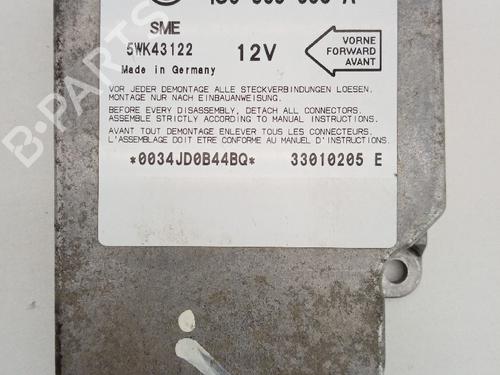 SME
5WK43122 12V
VORNE
FORWARD
AVANT
Made in Germany
VOR JEDER DEMONTAGE ALLE STECKVERBINDUNGEN LOESEN.
MONTAGE NUR NACH EINBAUANWEISUNG.
BEFORE EVERY DISASSEMBLY, DETACH ALL CONNECTORS.
ASSEMBLE STRICTLY ACCORDING TO MANUAL INSTRUCTIONS.
AVANT TOUT DEMONTAGE ENLEVER TOUS LES CONNECTEURS.
L'ASSEMBLAGE DOIT ETRE CONFORME AU MANUEL D'INSTRUCTIONS.
*0034JD0B44BQ* 33010205 E
B-PARTS